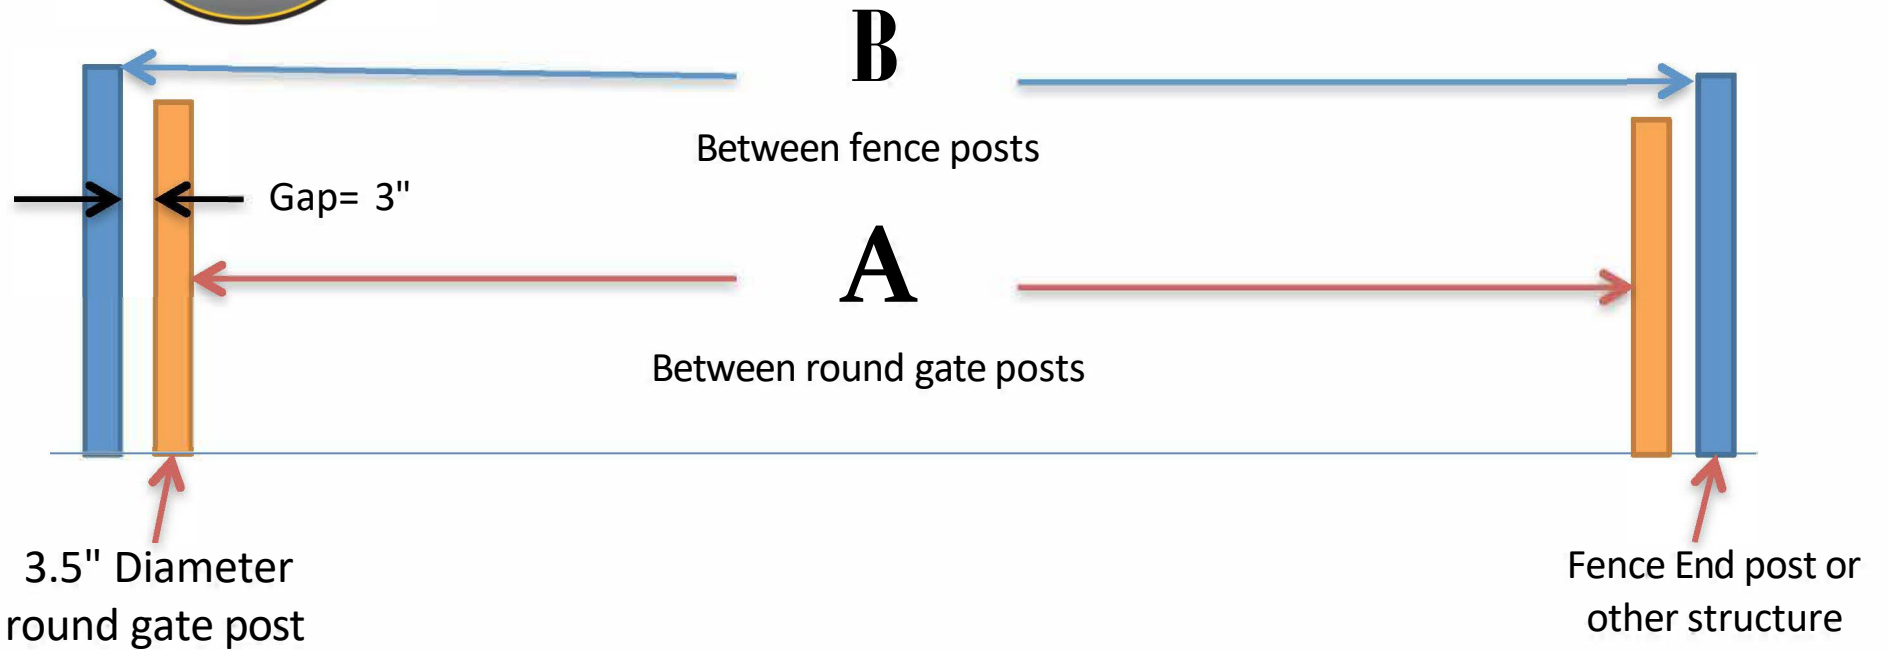 B
Between fence posts
Gap= 3"
A
Between round gate posts
3.5" Diameter
round gate post
Fence End post or
other structure